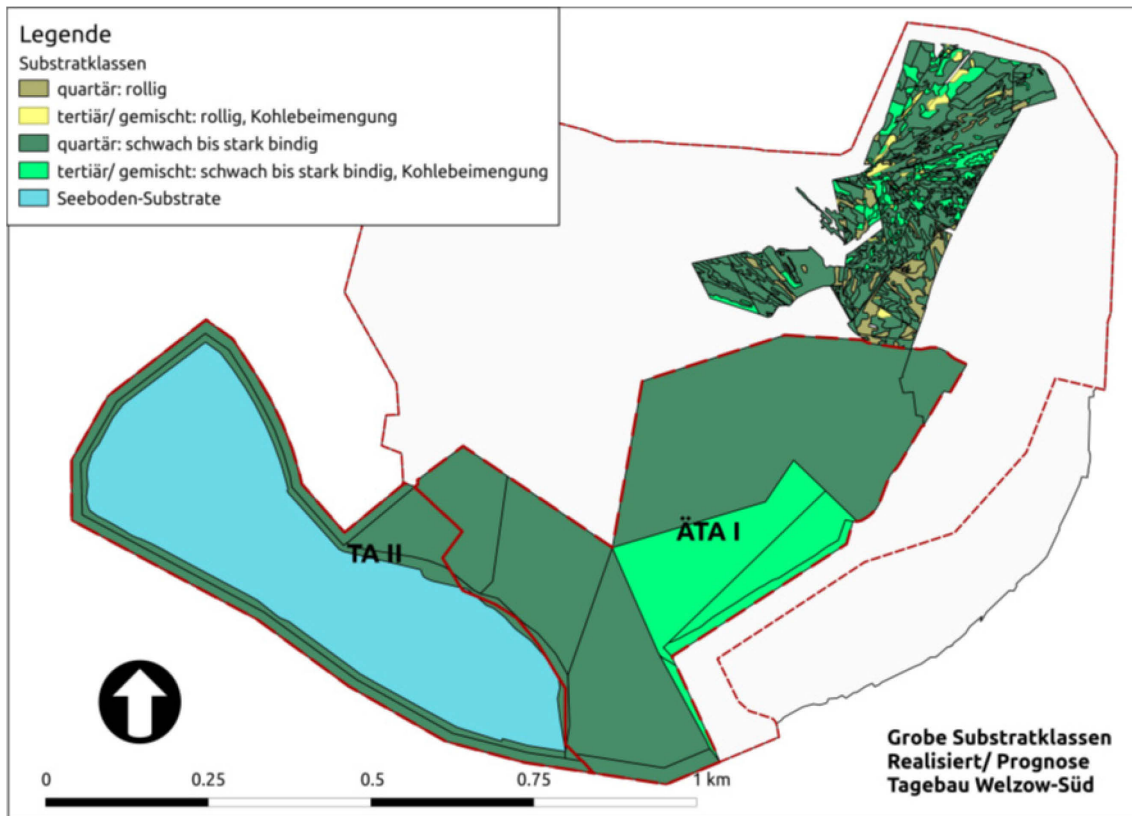 Legende
Substratklassen
quartär: rollig
tertiär/ gemischt: rollig, Kohlebeimengung
quartär: schwach bis stark bindig
tertiär/ gemischt: schwach bis stark bindig, Kohlebeimengung
Seeboden-Substrate
ÄTA I
TA II
Grobe Substratklassen
Realisiert/ Prognose
Tagebau Welzow-Süd
0 0.25 0.5 0.75 1 km